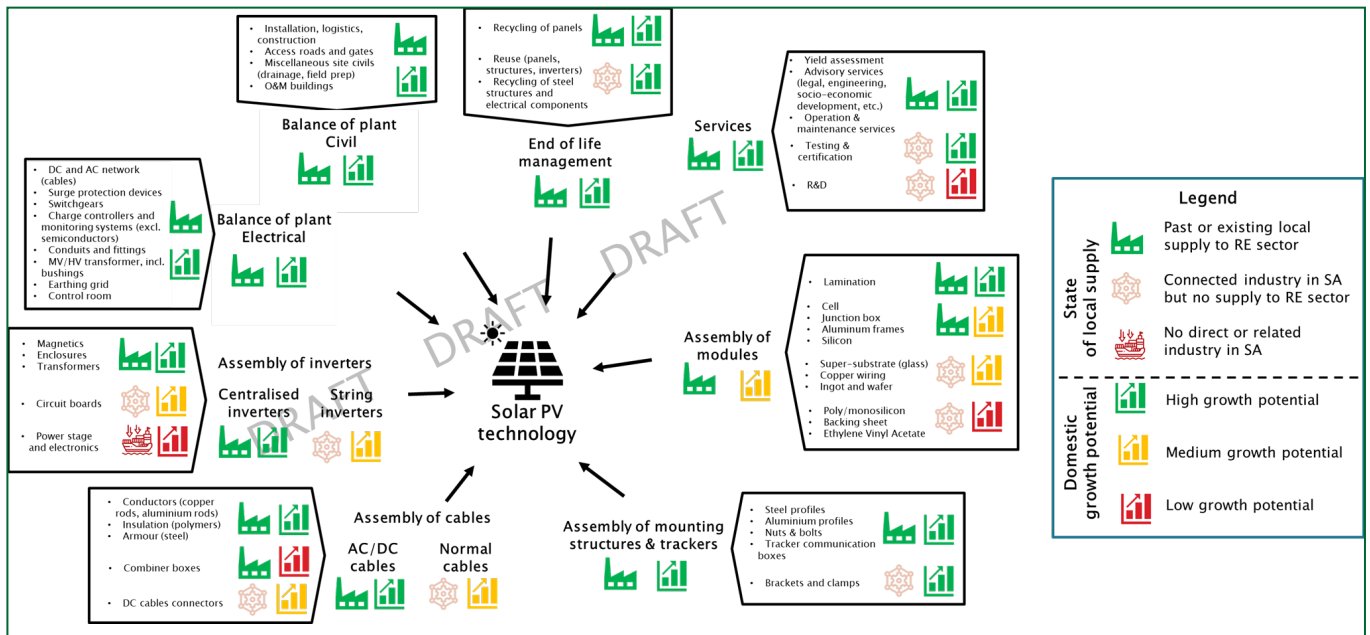 • Installation, logistics,
construction
• Access roads and gates
• Miscellaneous site civils
(drainage, field prep)
• O&M buildings
Balance of plant
Civil
• Recycling of panels
• Reuse (panels,
structures, inverters)
• Recycling of steel
structures and
electrical components
End of life
management
Services
• Yield assessment
• Advisory services
(legal, engineering,
socio-economic
development, etc.)
• Operation &
maintenance services
• Testing &
certification
• R&D
• DC and AC network
(cables)
• Surge protection devices
• Switchgears
• Charge controllers and
monitoring systems (excl.
semiconductors)
• Conduits and fittings
• MV/HV transformer, incl.
bushings
• Earthing grid
• Control room
Balance of plant
Electrical
DRAFT DRAFT DRAFT
• Magnetics
• Enclosures
• Transformers
• Circuit boards
• Power stage
and electronics
Assembly of inverters
Centralised
inverters
String
inverters
Solar PV
technology
Assembly of
modules
• Lamination
• Cell
• Junction box
• Aluminum frames
• Silicon
• Super-substrate (glass)
• Copper wiring
• Ingot and wafer
• Poly/monosilicon
• Backing sheet
• Ethylene Vinyl Acetate
• Conductors (copper
rods, aluminium rods)
• Insulation (polymers)
• Armour (steel)
• Combiner boxes
• DC cables connectors
Assembly of cables
AC/DC
cables
Normal
cables
Assembly of mounting
structures & trackers
• Steel profiles
• Aluminium profiles
• Nuts & bolts
• Tracker communication
boxes
• Brackets and clamps
Legend
State
of local supply
Past or existing local
supply to RE sector
Connected industry in SA
but no supply to RE sector
No direct or related
industry in SA
Domestic
growth potential
High growth potential
Medium growth potential
Low growth potential